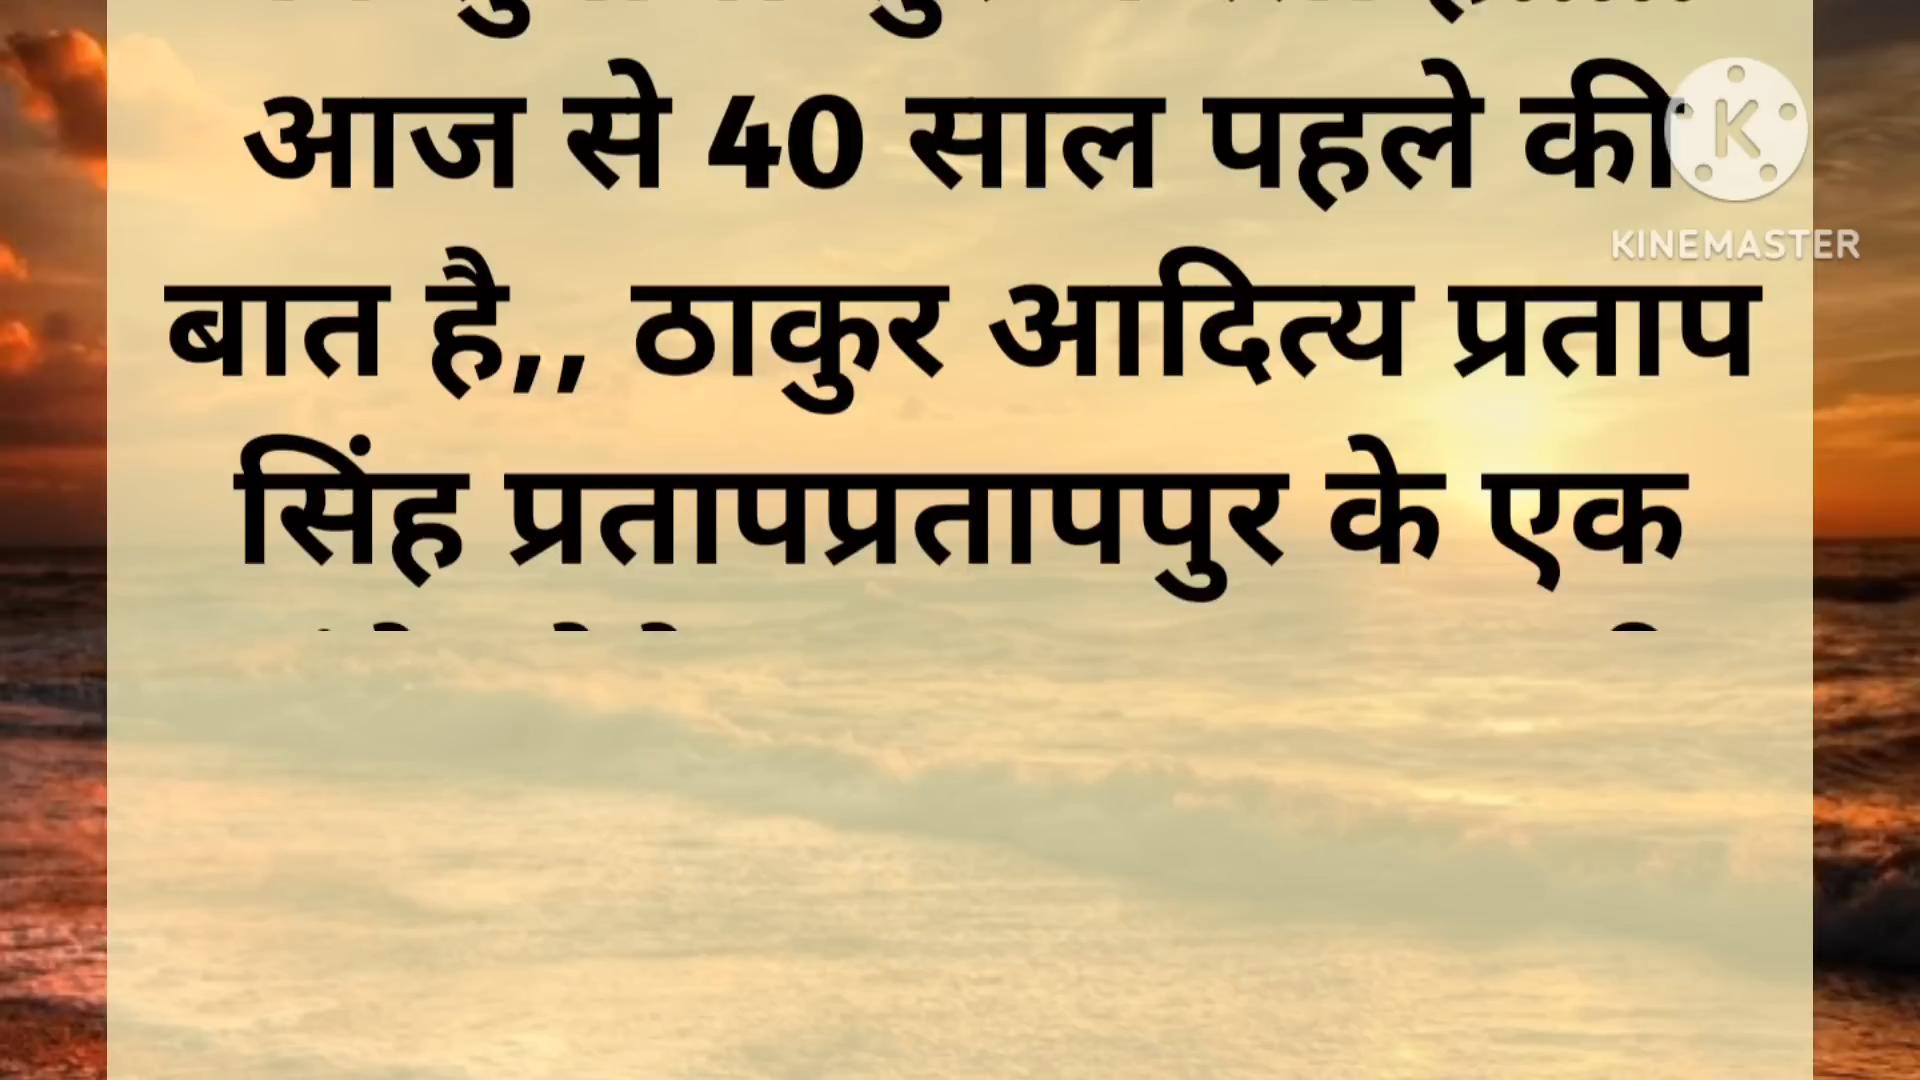 आज से 40 साल पहले की
बात है,, ठाकुर आदित्य प्रताप
सिंह प्रतापप्रतापपुर के एक
K
KINEMASTER